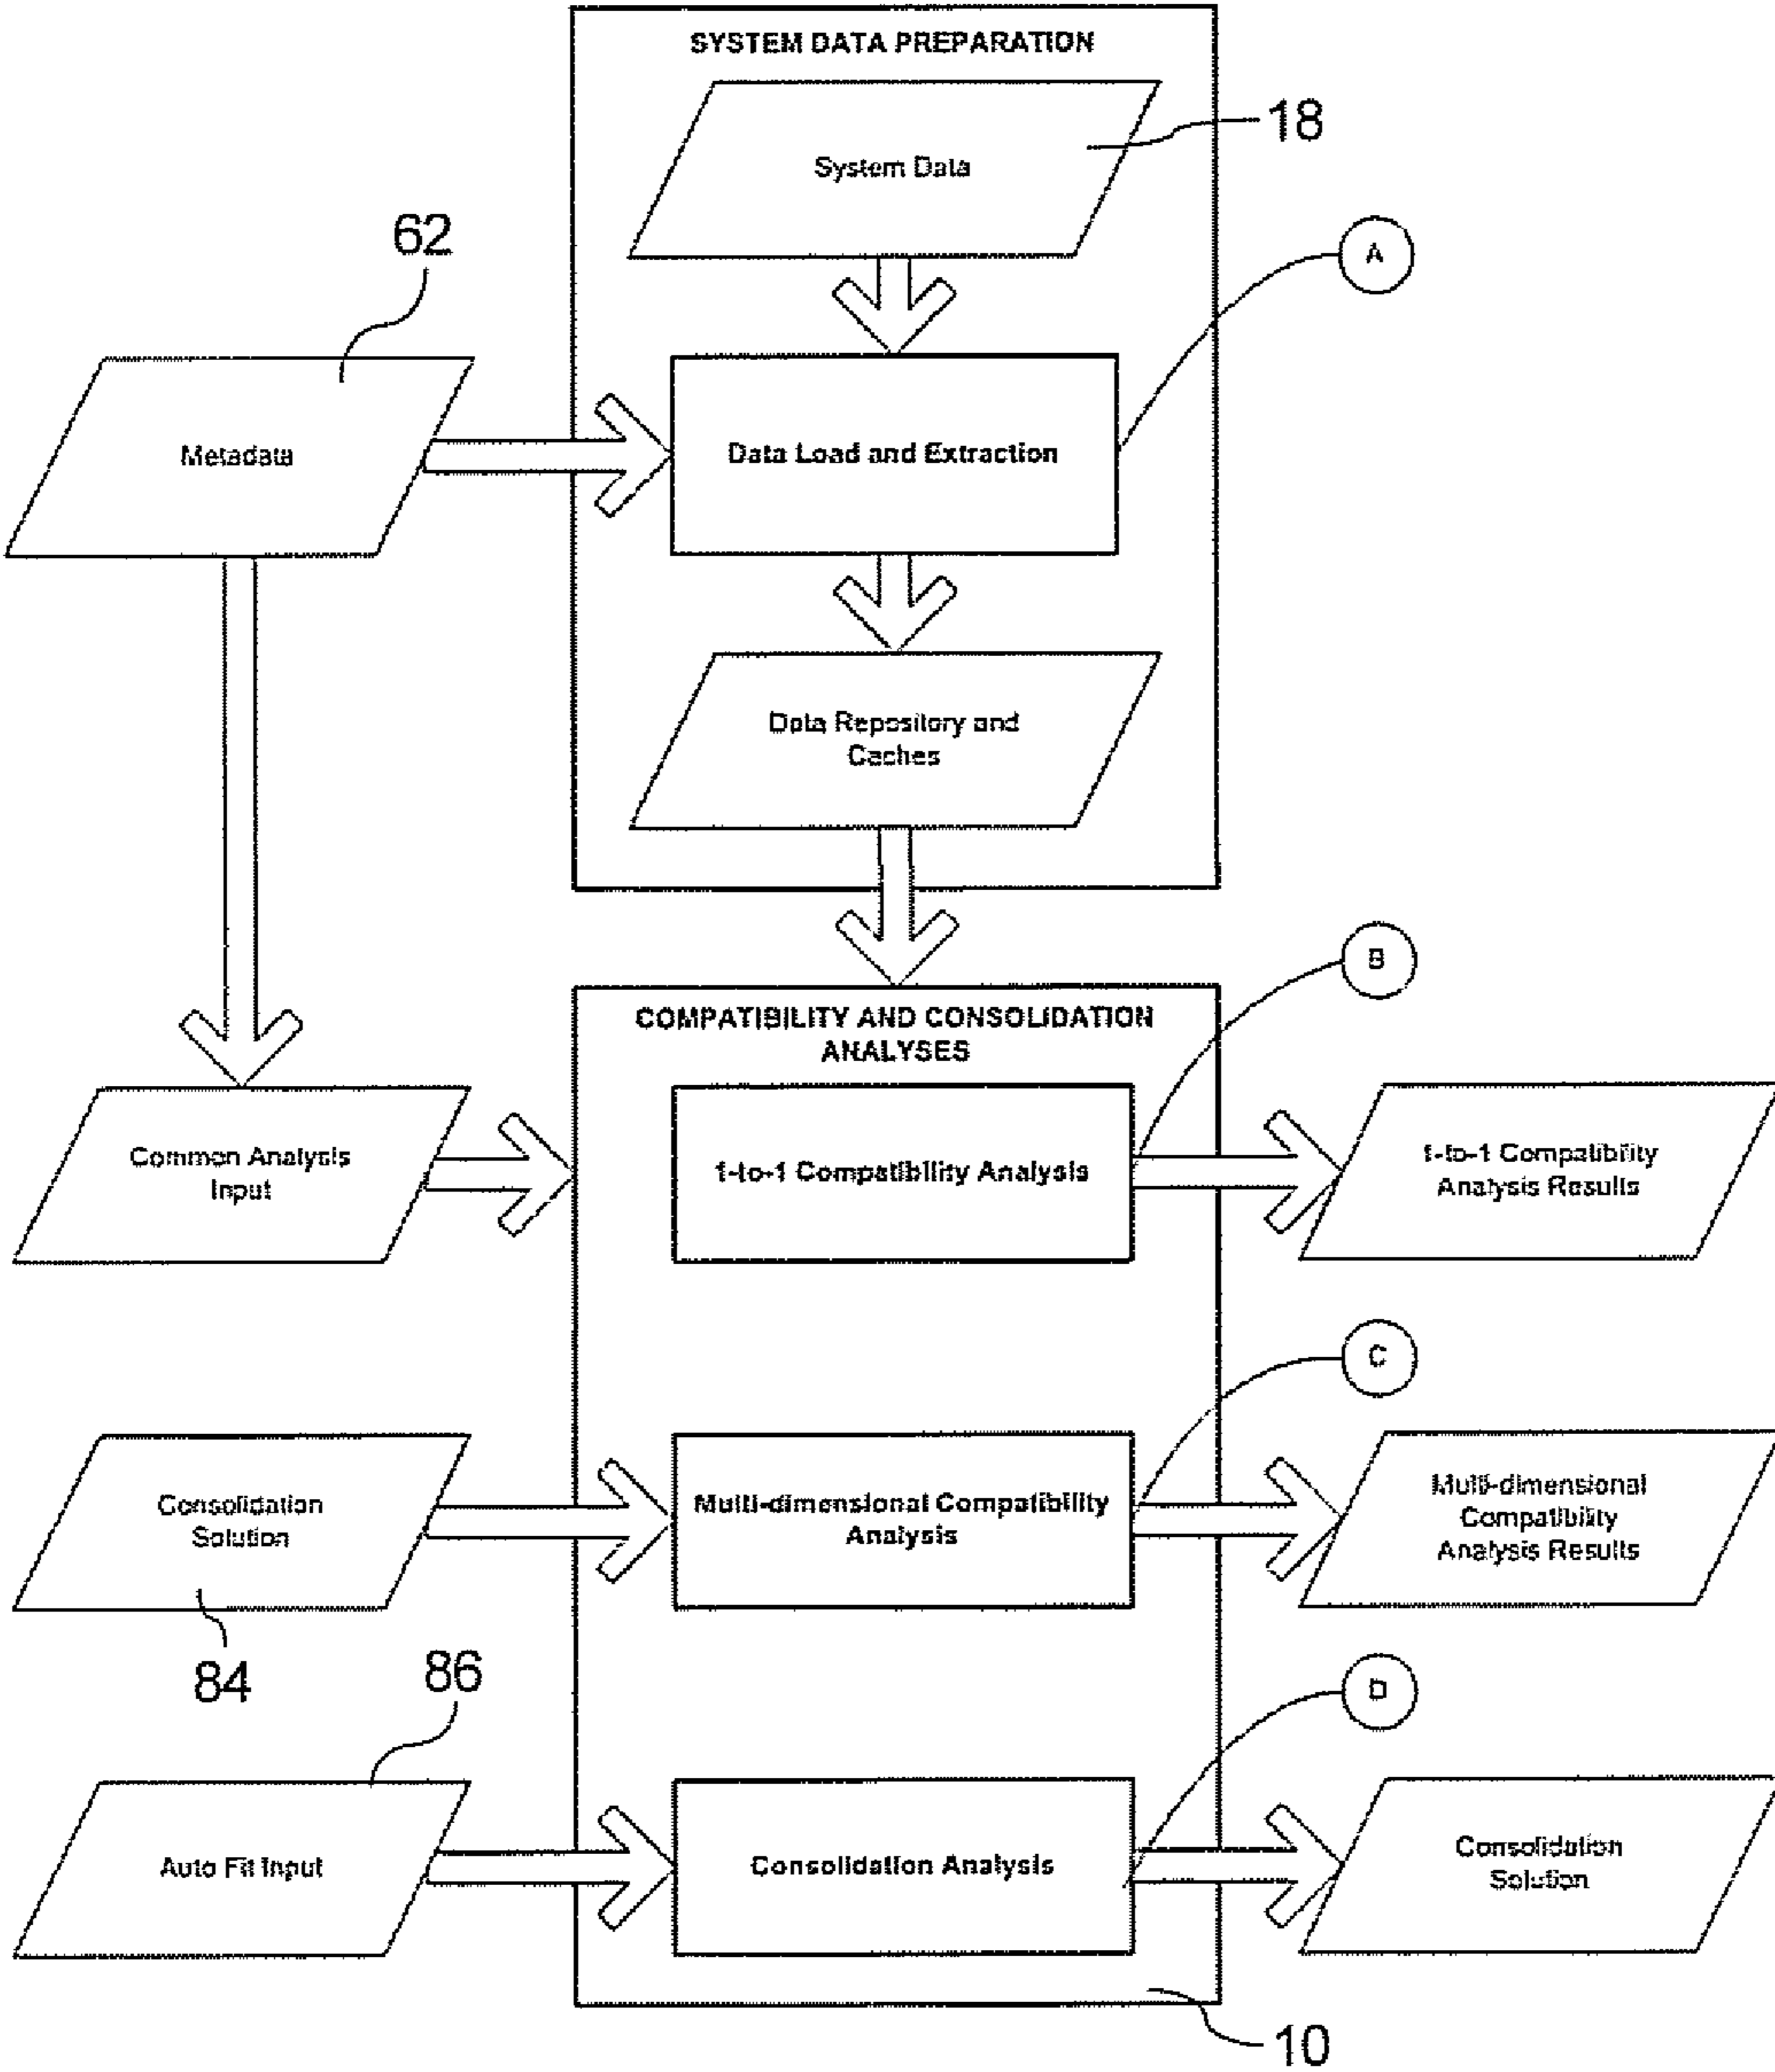 SYSTEM DATA PREPARATION
System Data
18
62
A
Metadata
Data Load and Extraction
Data Repository and
Caches
B
COMPATIBILITY AND CONSOLIDATION
ANALYSES
Common Analysis
Input
1-to-1 Compatibility Analysis
1-to-1 Compatibility
Analysis Results
C
Consolidation
Solution
84
Multi-dimensional Compatibility
Analysis
Multi-dimensional
Compatibility
Analysis Results
86
D
Auto Fit Input
Consolidation Analysis
Consolidation
Solution
10